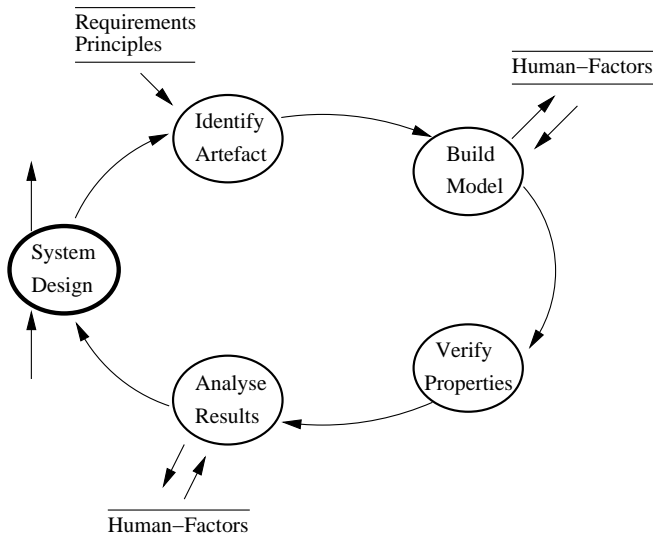 Requirements
Principles
Human–Factors
Identify
Artefact
Build
Model
System
Design
Verify
Properties
Analyse
Results
Human–Factors